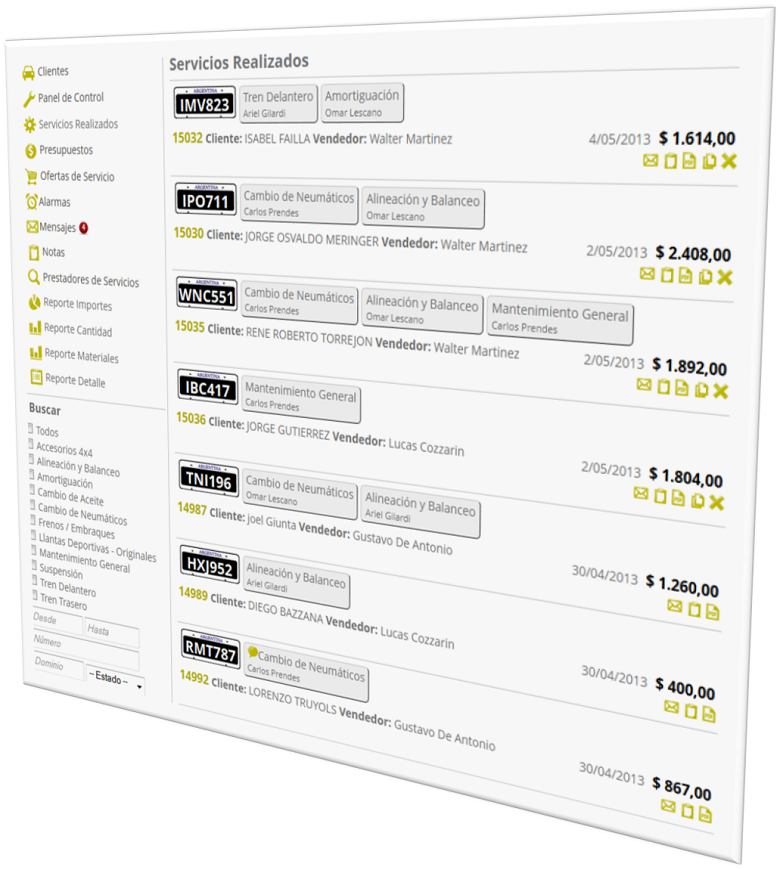 Clientes
Panel de Control
Servicios Realizados
Presupuestos
Ofertas de Servicio
Alarmas
Mensajes 4
Notas
Prestadores de Servicios
Reporte Importes
Reporte Cantidad
Reporte Materiales
Reporte Detalle
Buscar
Todos
Accesorios 4x4
Alineación y Balanceo
Amortiguación
Cambio de Aceite
Cambio de Neumáticos
Frenos / Embraques
Llantas Deportivas - Originales
Mantenimiento General
Suspensión
Tren Delantero
Tren Trasero
Desde Hasta
Número
Dominio -- Estado --
Servicios Realizados
ARGENTINA
IMV823 Tren Delantero Amortiguación
Ariel Gilardi Omar Lescano
15032 Cliente: ISABEL FAILLA Vendedor: Walter Martinez 4/05/2013 $ 1.614,00
ARGENTINA
IPO711 Cambio de Neumáticos Alineación y Balanceo
Carlos Prendes Omar Lescano
15030 Cliente: JORGE OSVALDO MERINGER Vendedor: Walter Martinez 2/05/2013 $ 2.408,00
ARGENTINA
WNC551 Cambio de Neumáticos Alineación y Balanceo Mantenimiento General
Carlos Prendes Omar Lescano Carlos Prendes
15035 Cliente: RENE ROBERTO TORREJON Vendedor: Walter Martinez 2/05/2013 $ 1.892,00
ARGENTINA
IBC417 Mantenimiento General
Carlos Prendes
15036 Cliente: JORGE GUTIERREZ Vendedor: Lucas Cozzarin 2/05/2013 $ 1.804,00
ARGENTINA
TNI196 Cambio de Neumáticos Alineación y Balanceo
Omar Lescano Ariel Gilardi
14987 Cliente: Joel Giunta Vendedor: Gustavo De Antonio 30/04/2013 $ 1.260,00
ARGENTINA
HXJ952 Alineación y Balanceo
Ariel Gilardi
14989 Cliente: DIEGO BAZZANA Vendedor: Lucas Cozzarin 30/04/2013 $ 400,00
ARGENTINA
RMT787 Cambio de Neumáticos
Carlos Prendes
14992 Cliente: LORENZO TRUYOLS Vendedor: Gustavo De Antonio 30/04/2013 $ 867,00